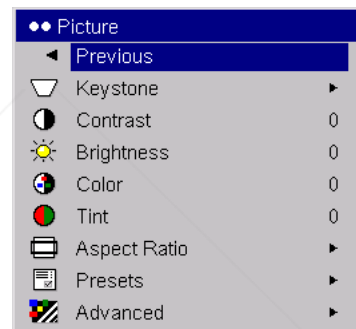 Picture
Previous
Keystone
Contrast 0
Brightness 0
Color 0
Tint 0
Aspect Ratio
Presets
Advanced